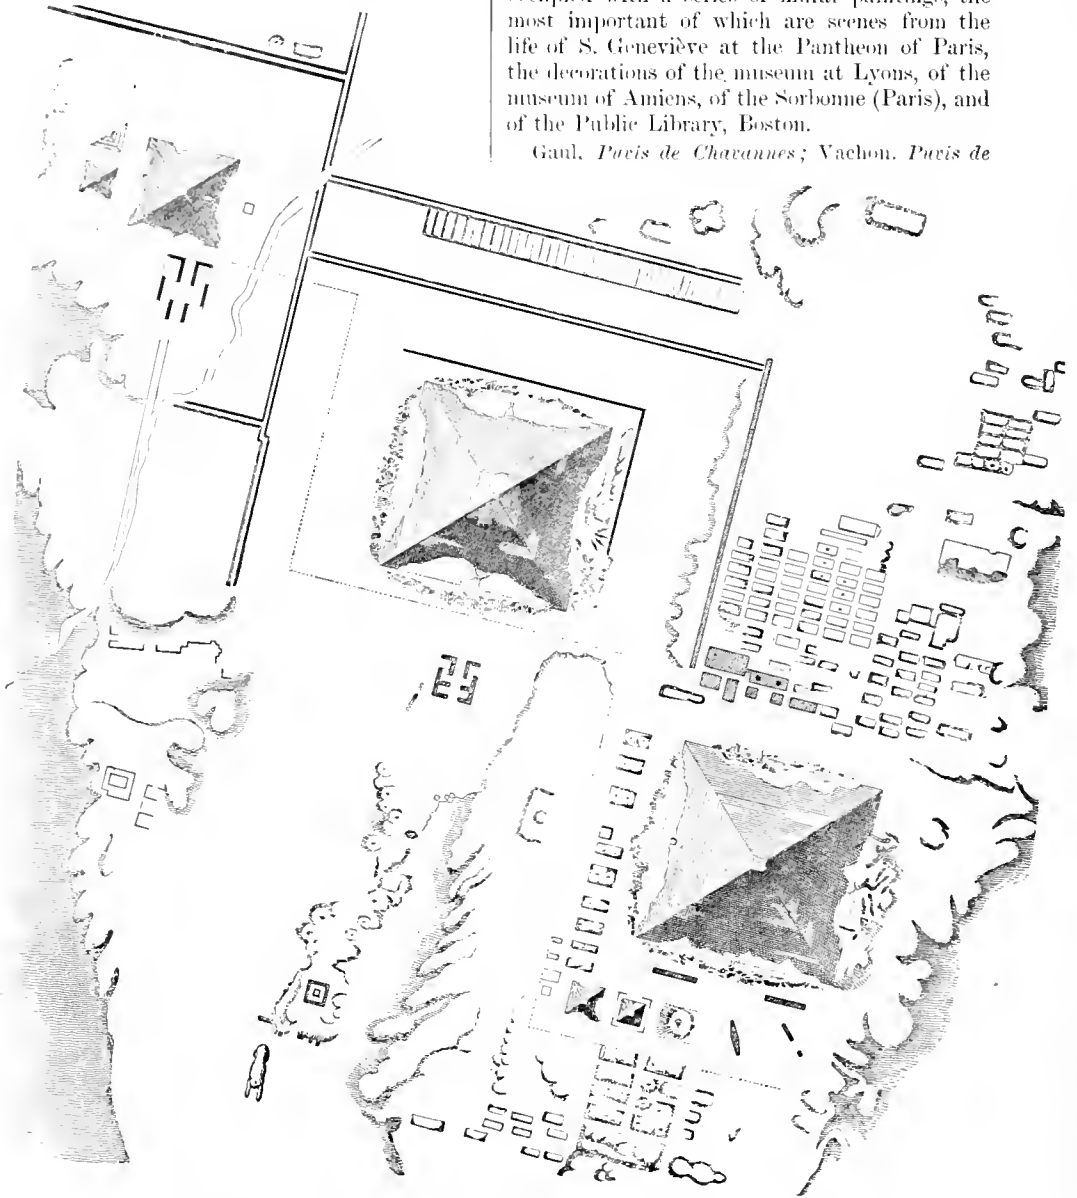 most important of which are scenes from the
life of S. Geneviève at the Pantheon of Paris,
the decorations of the museum at Lyons, of the
museum of Amiens, of the Sorbonne (Paris), and
of the Public Library, Boston.
Gaul. Puvis de Chavannes; Vachon. Puvis de